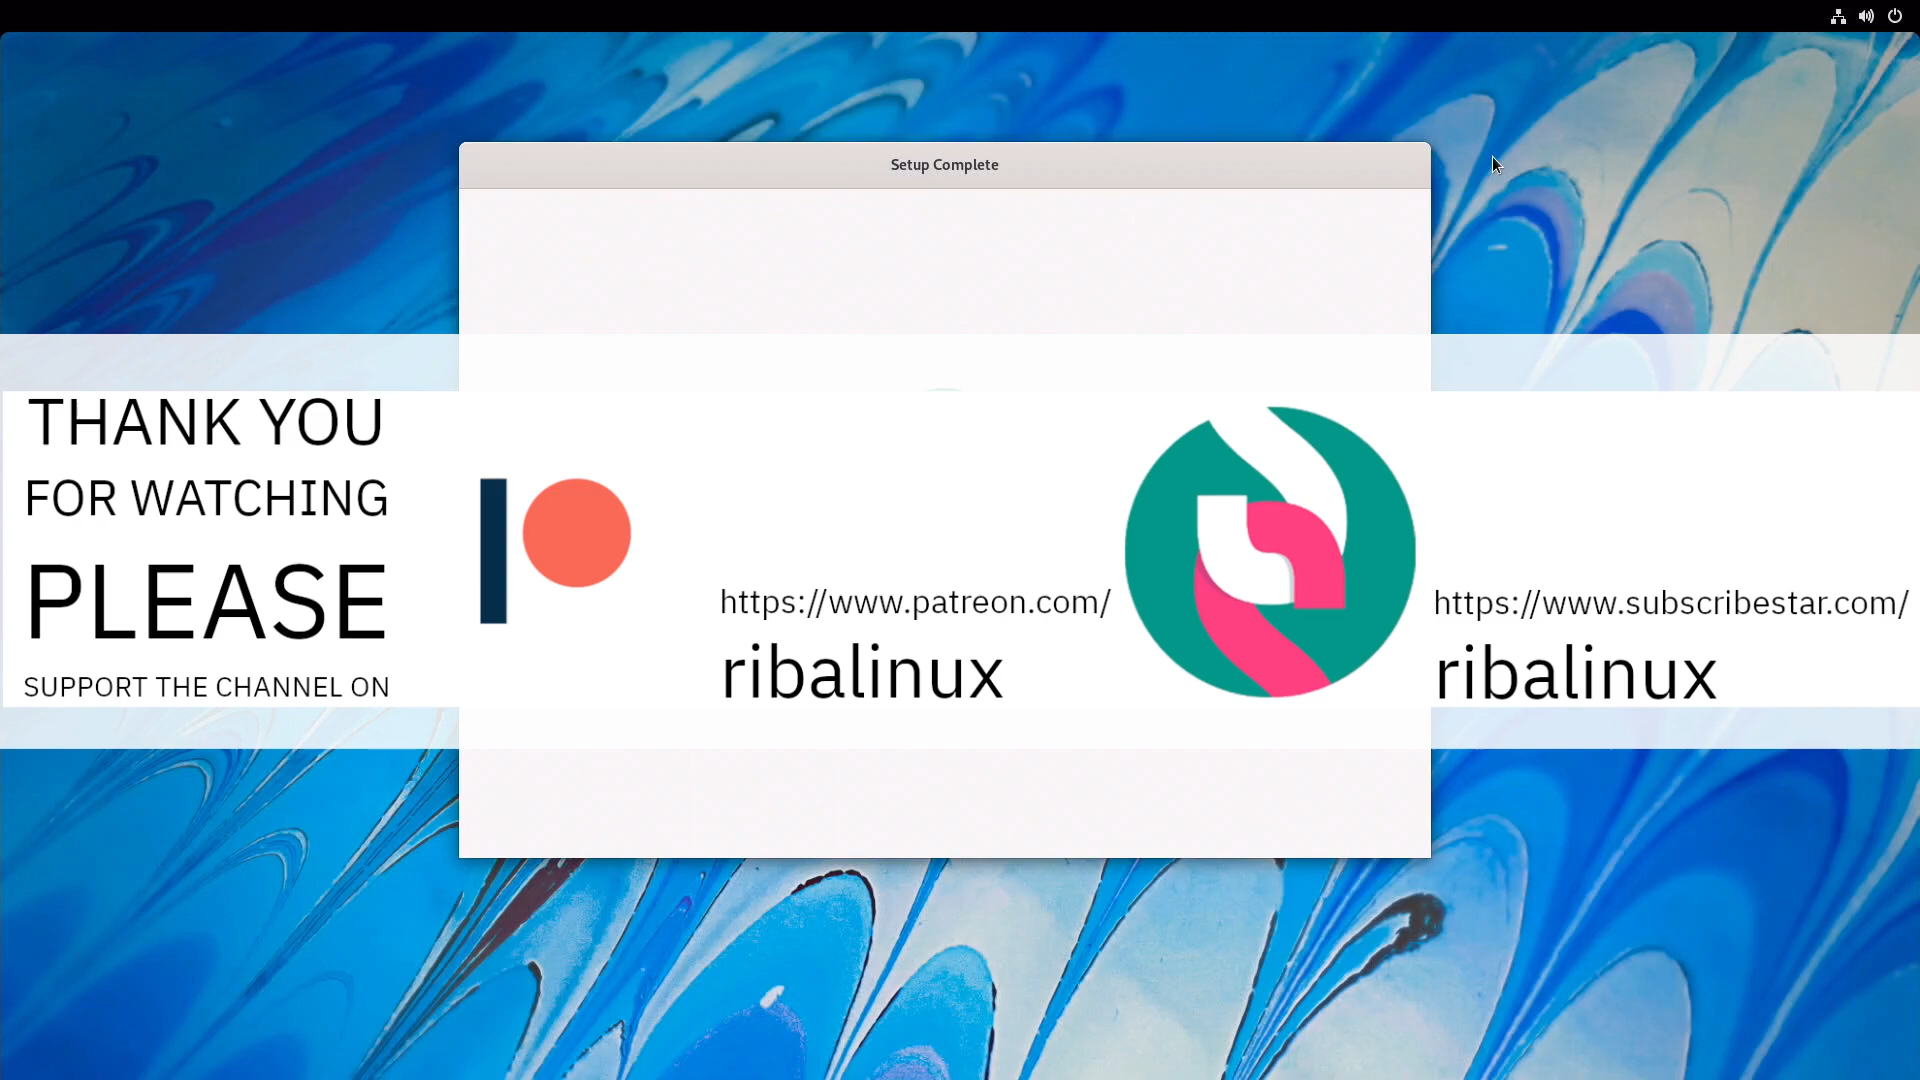 Setup Complete
THANK YOU
FOR WATCHING
PLEASE
SUPPORT THE CHANNEL ON
https://www.patreon.com/
ribalinux
https://www.subscribestar.com/
ribalinux